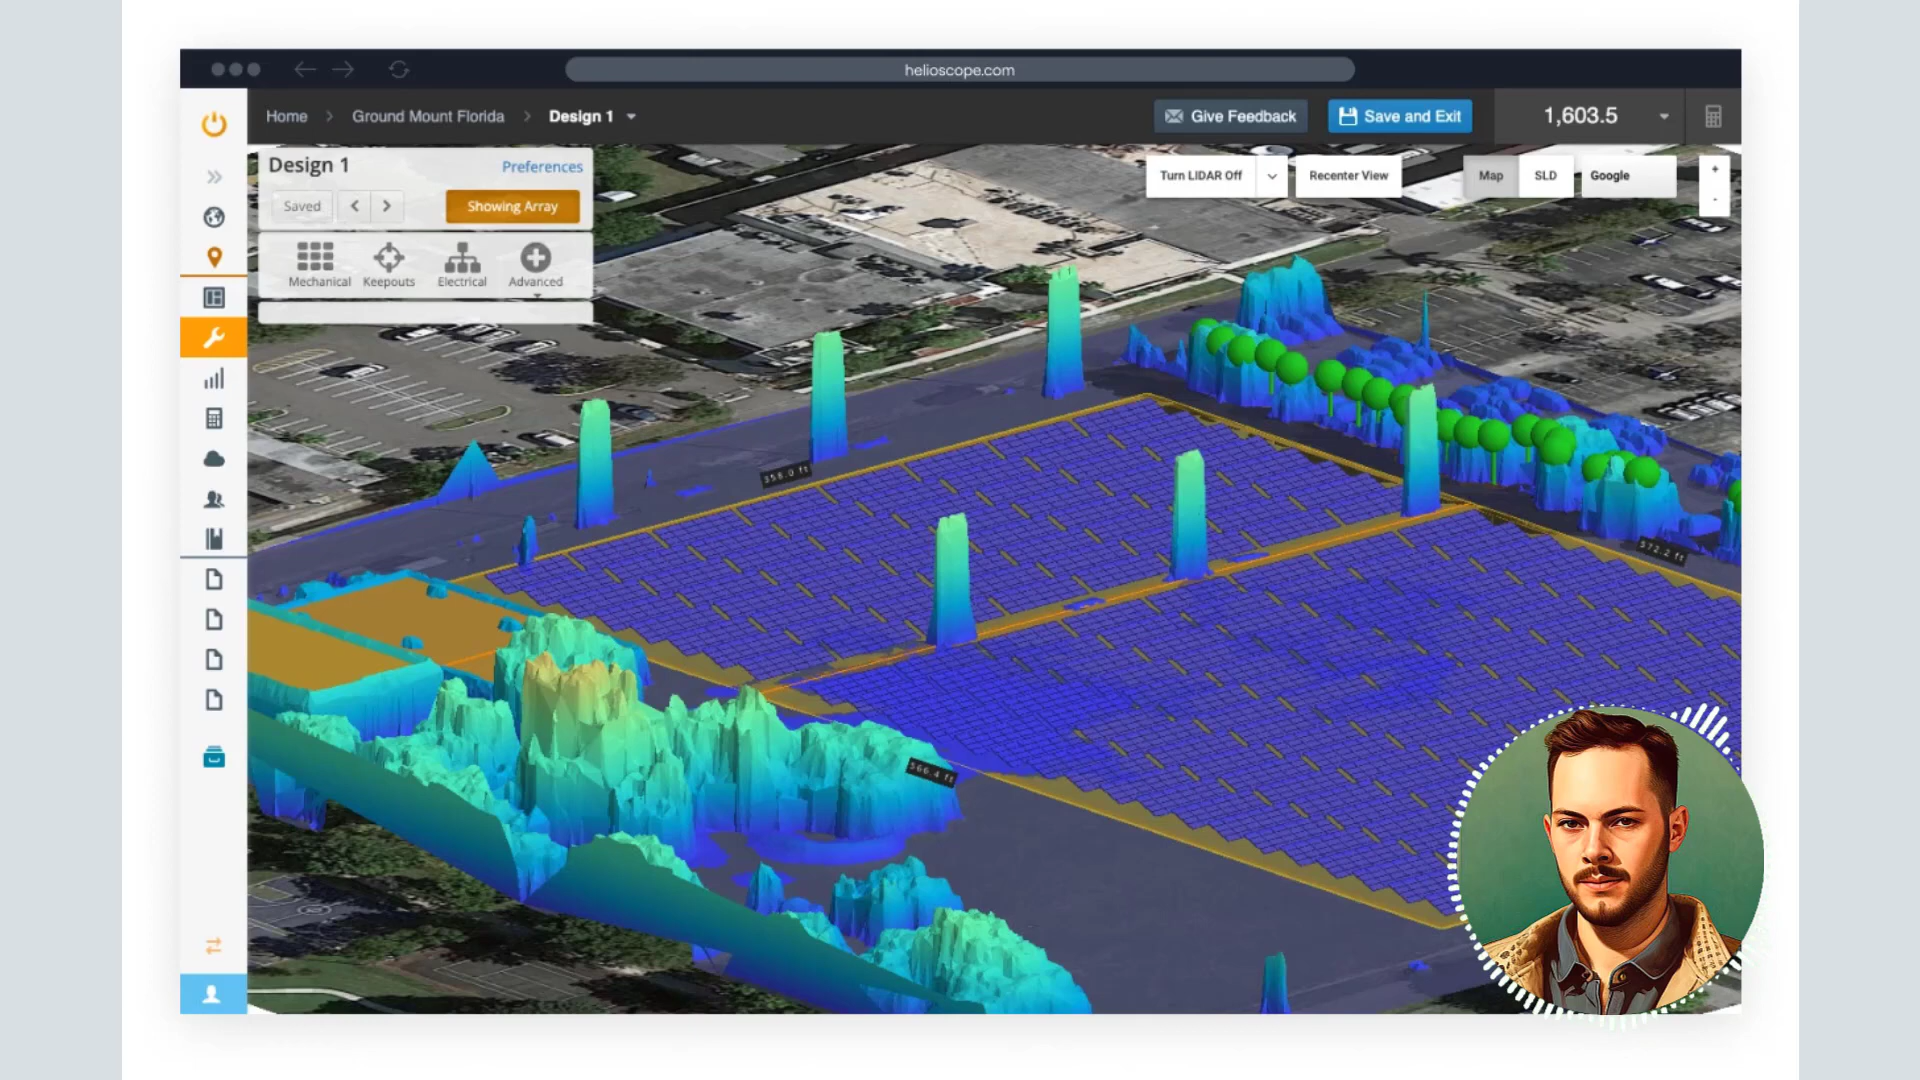 helioscope.com
Home > Ground Mount Florida > Design 1
Give Feedback
Save and Exit
1,603.5
Design 1
Preferences
Saved
Showing Array
Mechanical
Keepouts
Electrical
Advanced
Turn LIDAR Off
Recenter View
Map
SLD
Google
+
-
358.0 ft
572.2 ft
566.4 ft